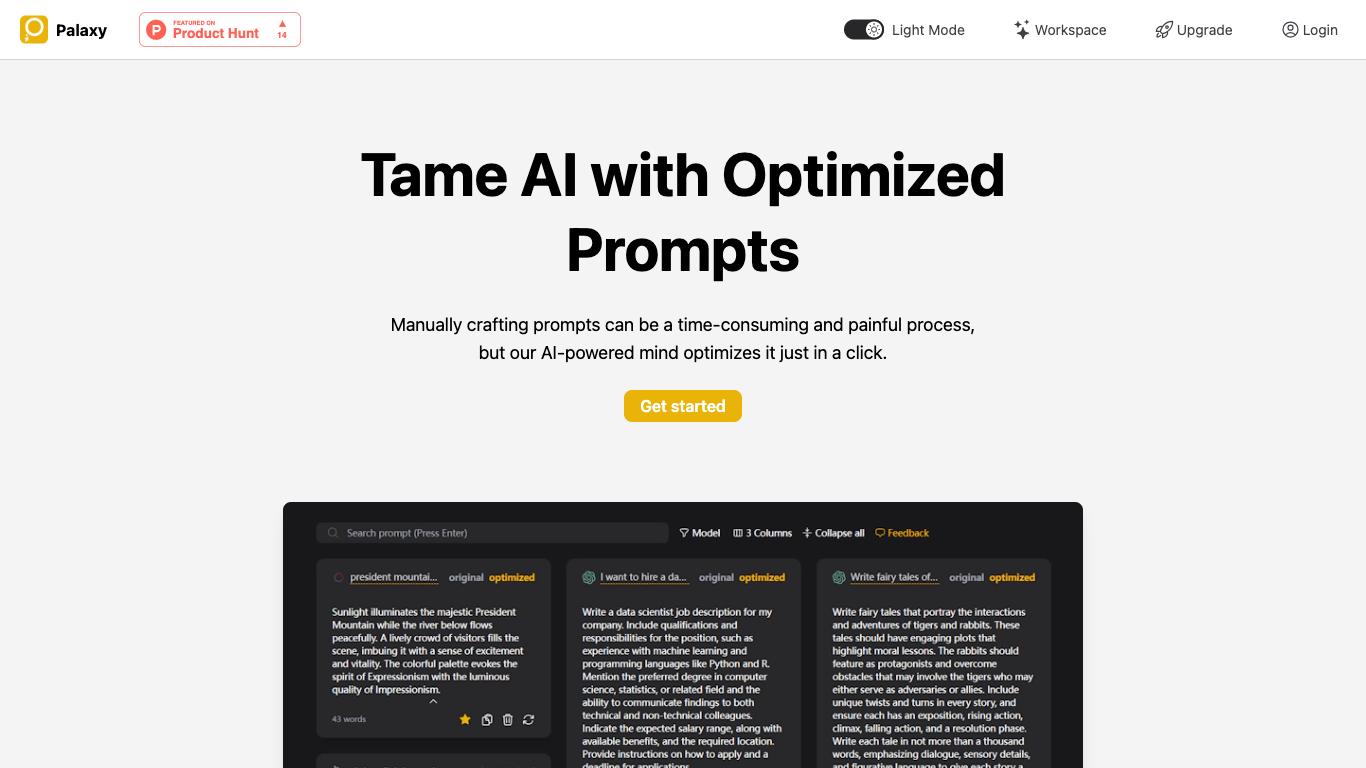 Palaxy
FEATURED ON
Product Hunt
14
Light Mode
Workspace
Upgrade
Login
Tame AI with Optimized
Prompts
Manually crafting prompts can be a time-consuming and painful process,
but our AI-powered mind optimizes it just in a click.
Get started
Search prompt (Press Enter)
Model
3 Columns
Collapse all
Feedback
president mountai...
original optimized
Sunlight illuminates the majestic President
Mountain while the river below flows
peacefully. A lively crowd of visitors fills the
scene, imbuing it with a sense of excitement
and vitality. The colorful palette evokes the
spirit of Expressionism with the luminous
quality of Impressionism.
43 words
I want to hire a da...
original optimized
Write a data scientist job description for my
company. Include qualifications and
responsibilities for the position, such as
experience with machine learning and
programming languages like Python and R.
Mention the preferred degree in computer
science, statistics, or related field and the
ability to communicate findings to both
technical and non-technical colleagues.
Indicate the expected salary range, along with
available benefits, and the required location.
Provide instructions on how to apply and a
deadline for applications.
Write fairy tales of...
original optimized
Write fairy tales that portray the interactions
and adventures of tigers and rabbits. These
tales should have engaging plots that
highlight moral lessons. The rabbits should
feature as protagonists and overcome
obstacles that may involve the tigers who may
either serve as adversaries or allies. Include
unique twists and turns in every story, and
ensure each has an exposition, rising action,
climax, falling action, and a resolution phase.
Write each tale in not more than a thousand
words, emphasizing dialogue, sensory details,
and figurative language to give each story a